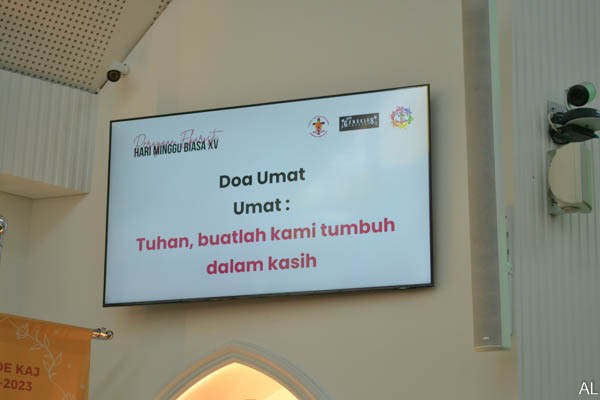 Perayaan Ekaristi
HARI MINGGU BIASA XV
Doa Umat
Umat :
Tuhan, buatlah kami tumbuh
dalam kasih
DE KAJ
-2023
AL